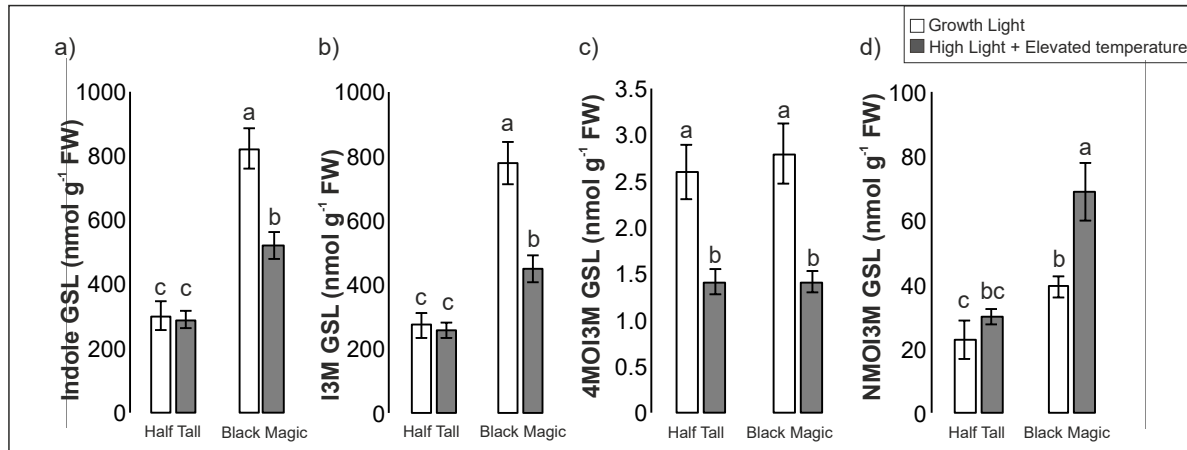 Growth Light
High Light + Elevated temperature
a)
Indole GSL (nmol g⁻¹ FW)
1000
800
600
400
200
0
c
c
a
b
Half Tall
Black Magic
b)
I3M GSL (nmol g⁻¹ FW)
1000
800
600
400
200
0
c
c
a
b
Half Tall
Black Magic
c)
4MOI3M GSL (nmol g⁻¹ FW)
3.5
3.0
2.5
2.0
1.5
1.0
0.5
0
a
b
a
b
Half Tall
Black Magic
d)
NMOI3M GSL (nmol g⁻¹ FW)
100
80
60
40
20
0
c
bc
b
a
Half Tall
Black Magic